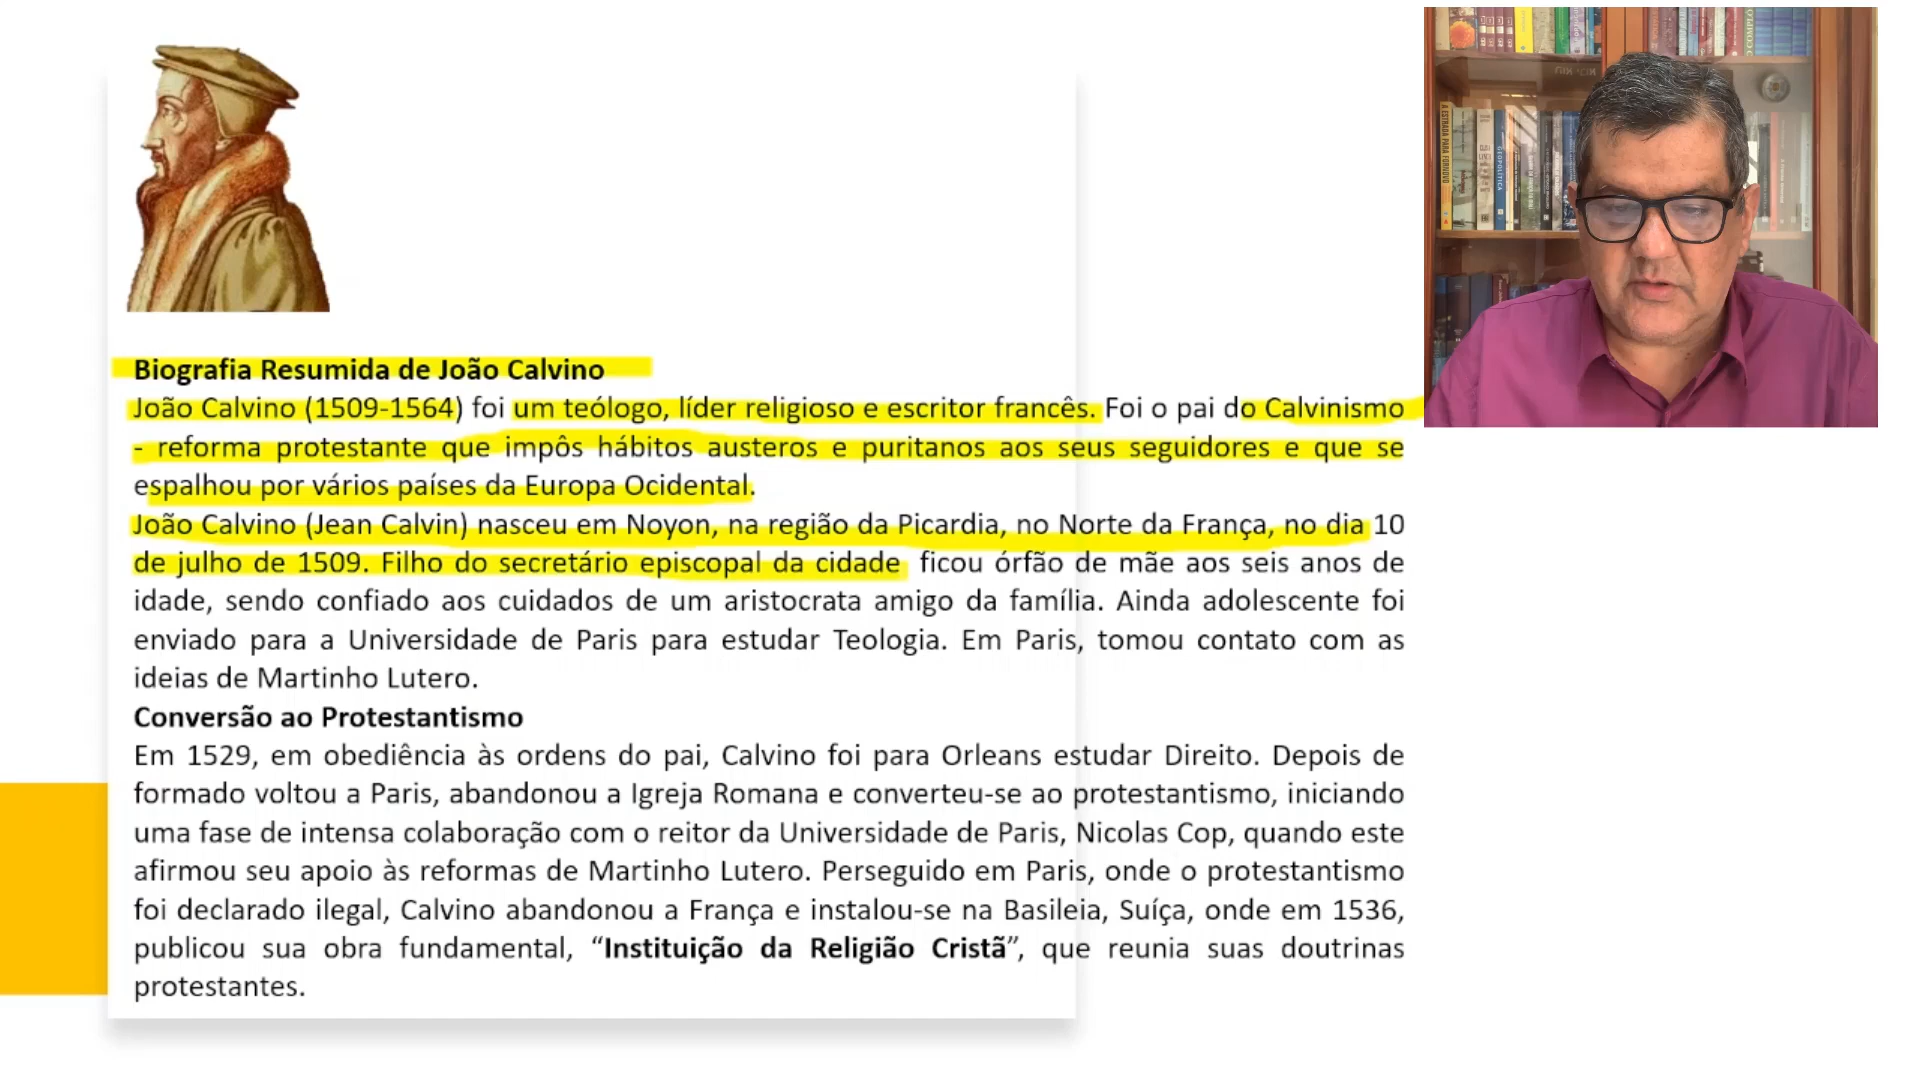 Biografia Resumida de João Calvino
João Calvino (1509-1564) foi um teólogo, líder religioso e escritor francês. Foi o pai do Calvinismo
- reforma protestante que impôs hábitos austeros e puritanos aos seus seguidores e que se
espalhou por vários países da Europa Ocidental.
João Calvino (Jean Calvin) nasceu em Noyon, na região da Picardia, no Norte da França, no dia 10
de julho de 1509. Filho do secretário episcopal da cidade ficou órfão de mãe aos seis anos de
idade, sendo confiado aos cuidados de um aristocrata amigo da família. Ainda adolescente foi
enviado para a Universidade de Paris para estudar Teologia. Em Paris, tomou contato com as
ideias de Martinho Lutero.
Conversão ao Protestantismo
Em 1529, em obediência às ordens do pai, Calvino foi para Orleans estudar Direito. Depois de
formado voltou a Paris, abandonou a Igreja Romana e converteu-se ao protestantismo, iniciando
uma fase de intensa colaboração com o reitor da Universidade de Paris, Nicolas Cop, quando este
afirmou seu apoio às reformas de Martinho Lutero. Perseguido em Paris, onde o protestantismo
foi declarado ilegal, Calvino abandonou a França e instalou-se na Basileia, Suíça, onde em 1536,
publicou sua obra fundamental, “Instituição da Religião Cristã”, que reunia suas doutrinas
protestantes.
A ESTRADA PARA FORNOVO
GEOPOLÍTICA